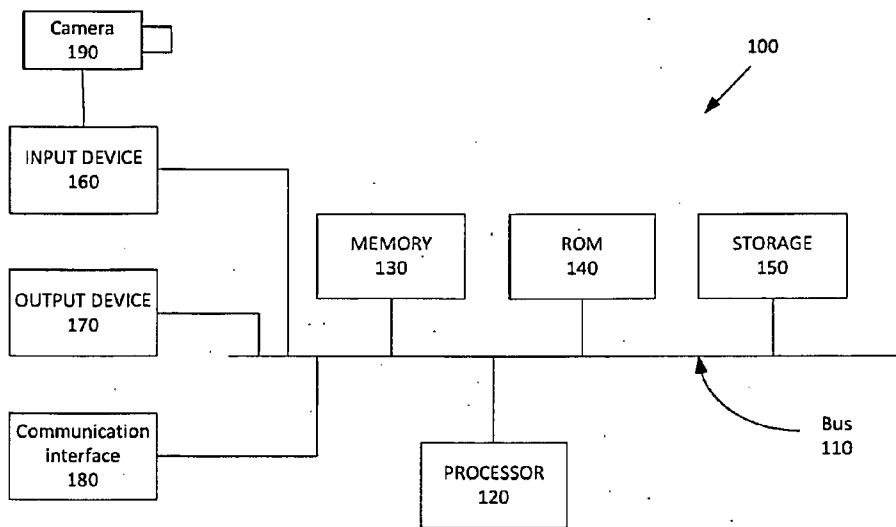 Camera
190
100
INPUT DEVICE
160
MEMORY
130
ROM
140
STORAGE
150
OUTPUT DEVICE
170
Communication
interface
180
Bus
110
PROCESSOR
120